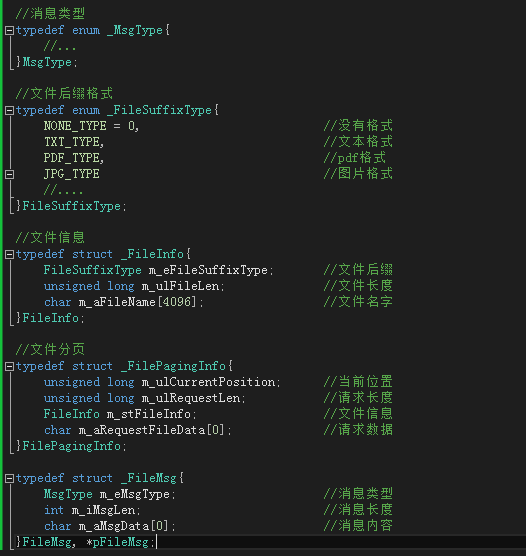 //消息类型
typedef enum _MsgType{
//...
}MsgType;
//文件后缀格式
typedef enum _FileSuffixType{
NONE_TYPE = 0, //没有格式
TXT_TYPE, //文本格式
PDF_TYPE, //pdf格式
JPG_TYPE //图片格式
//....
}FileSuffixType;
//文件信息
typedef struct _FileInfo{
FileSuffixType m_eFileSuffixType; //文件后缀
unsigned long m_ulFileLen; //文件长度
char m_aFileName[4096]; //文件名字
}FileInfo;
//文件分页
typedef struct _FilePagingInfo{
unsigned long m_ulCurrentPosition; //当前位置
unsigned long m_ulRequestLen; //请求长度
FileInfo m_stFileInfo; //文件信息
char m_aRequestFileData[0]; //请求数据
}FilePagingInfo;
typedef struct _FileMsg{
MsgType m_eMsgType; //消息类型
int m_iMsgLen; //消息长度
char m_aMsgData[0]; //消息内容
}FileMsg, *pFileMsg;